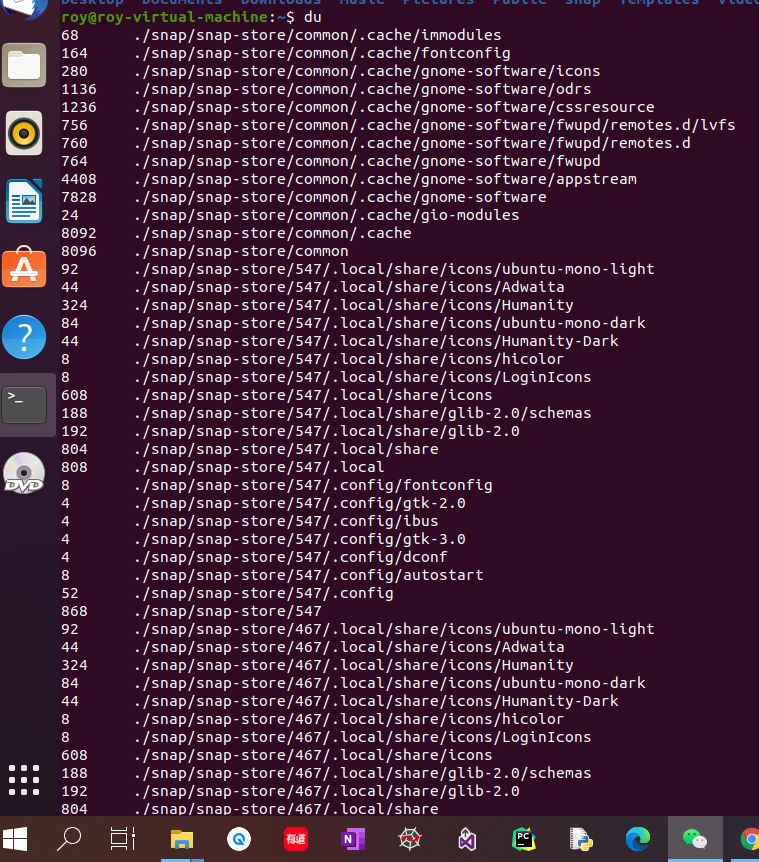 Desktop Documents Downloads Music Pictures Public snap Templates
roy@roy-virtual-machine:~$ du
68 ./snap/snap-store/common/.cache/immodules
164 ./snap/snap-store/common/.cache/fontconfig
280 ./snap/snap-store/common/.cache/gnome-software/icons
1136 ./snap/snap-store/common/.cache/gnome-software/odrs
1236 ./snap/snap-store/common/.cache/gnome-software/cssresource
756 ./snap/snap-store/common/.cache/gnome-software/fwupd/remotes.d/lvfs
760 ./snap/snap-store/common/.cache/gnome-software/fwupd/remotes.d
764 ./snap/snap-store/common/.cache/gnome-software/fwupd
4408 ./snap/snap-store/common/.cache/gnome-software/appstream
7828 ./snap/snap-store/common/.cache/gnome-software
24 ./snap/snap-store/common/.cache/gio-modules
8092 ./snap/snap-store/common/.cache
8096 ./snap/snap-store/common
92 ./snap/snap-store/547/.local/share/icons/ubuntu-mono-light
44 ./snap/snap-store/547/.local/share/icons/Adwaita
324 ./snap/snap-store/547/.local/share/icons/Humanity
84 ./snap/snap-store/547/.local/share/icons/ubuntu-mono-dark
44 ./snap/snap-store/547/.local/share/icons/Humanity-Dark
8 ./snap/snap-store/547/.local/share/icons/hicolor
8 ./snap/snap-store/547/.local/share/icons/LoginIcons
608 ./snap/snap-store/547/.local/share/icons
188 ./snap/snap-store/547/.local/share/glib-2.0/schemas
192 ./snap/snap-store/547/.local/share/glib-2.0
804 ./snap/snap-store/547/.local/share
808 ./snap/snap-store/547/.local
8 ./snap/snap-store/547/.config/fontconfig
4 ./snap/snap-store/547/.config/gtk-2.0
4 ./snap/snap-store/547/.config/ibus
4 ./snap/snap-store/547/.config/gtk-3.0
4 ./snap/snap-store/547/.config/dconf
8 ./snap/snap-store/547/.config/autostart
52 ./snap/snap-store/547/.config
868 ./snap/snap-store/547
92 ./snap/snap-store/467/.local/share/icons/ubuntu-mono-light
44 ./snap/snap-store/467/.local/share/icons/Adwaita
324 ./snap/snap-store/467/.local/share/icons/Humanity
84 ./snap/snap-store/467/.local/share/icons/ubuntu-mono-dark
44 ./snap/snap-store/467/.local/share/icons/Humanity-Dark
8 ./snap/snap-store/467/.local/share/icons/hicolor
8 ./snap/snap-store/467/.local/share/icons/LoginIcons
608 ./snap/snap-store/467/.local/share/icons
188 ./snap/snap-store/467/.local/share/glib-2.0/schemas
192 ./snap/snap-store/467/.local/share/glib-2.0
804 ./snap/snap-store/467/.local/share
>_
DVD
有道
N
PC